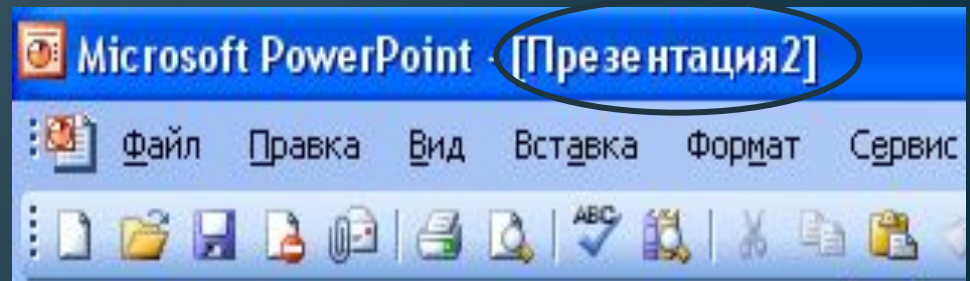 Microsoft PowerPoint - [Презентация2]
Файл Правка Вид Вставка Формат Сервис
ABC